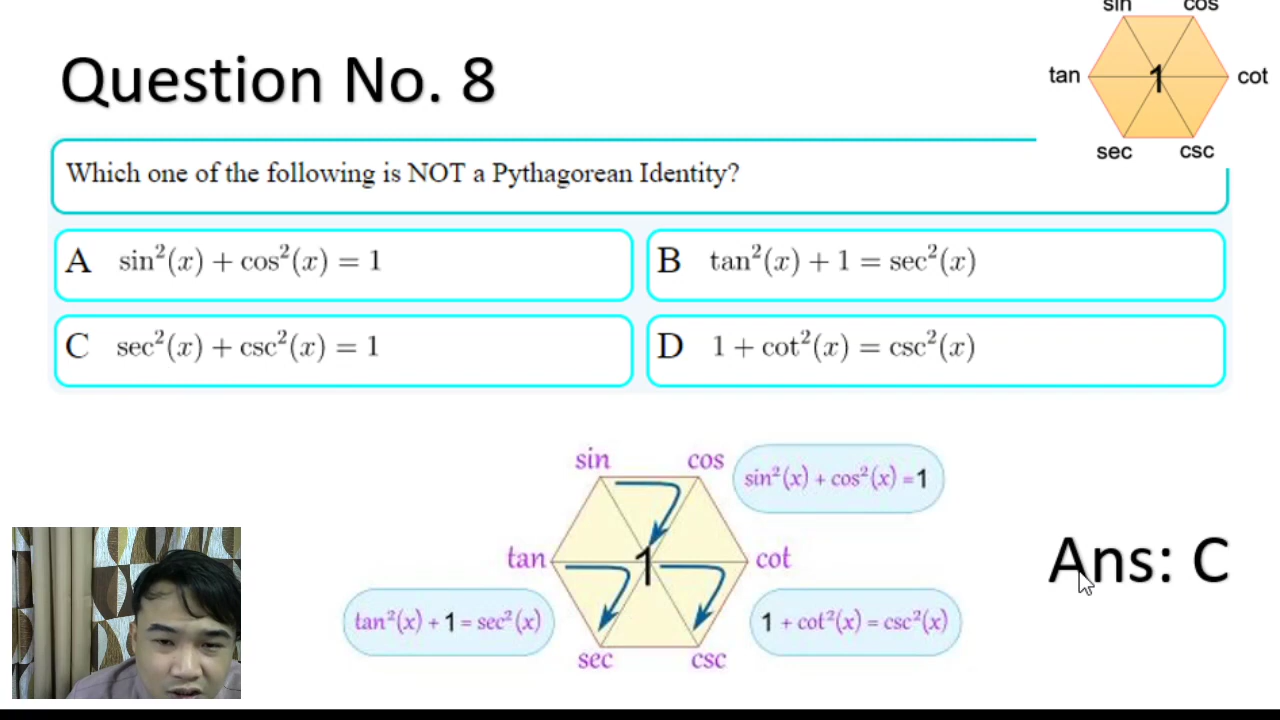 sin cos
Question No. 8
tan 1 cot
sec csc
Which one of the following is NOT a Pythagorean Identity?
A sin²(x) + cos²(x) = 1
B tan²(x) + 1 = sec²(x)
C sec²(x) + csc²(x) = 1
D 1 + cot²(x) = csc²(x)
sin cos
sin²(x) + cos²(x) = 1
tan 1 cot
Ans: C
tan²(x) + 1 = sec²(x)
1 + cot²(x) = csc²(x)
sec csc